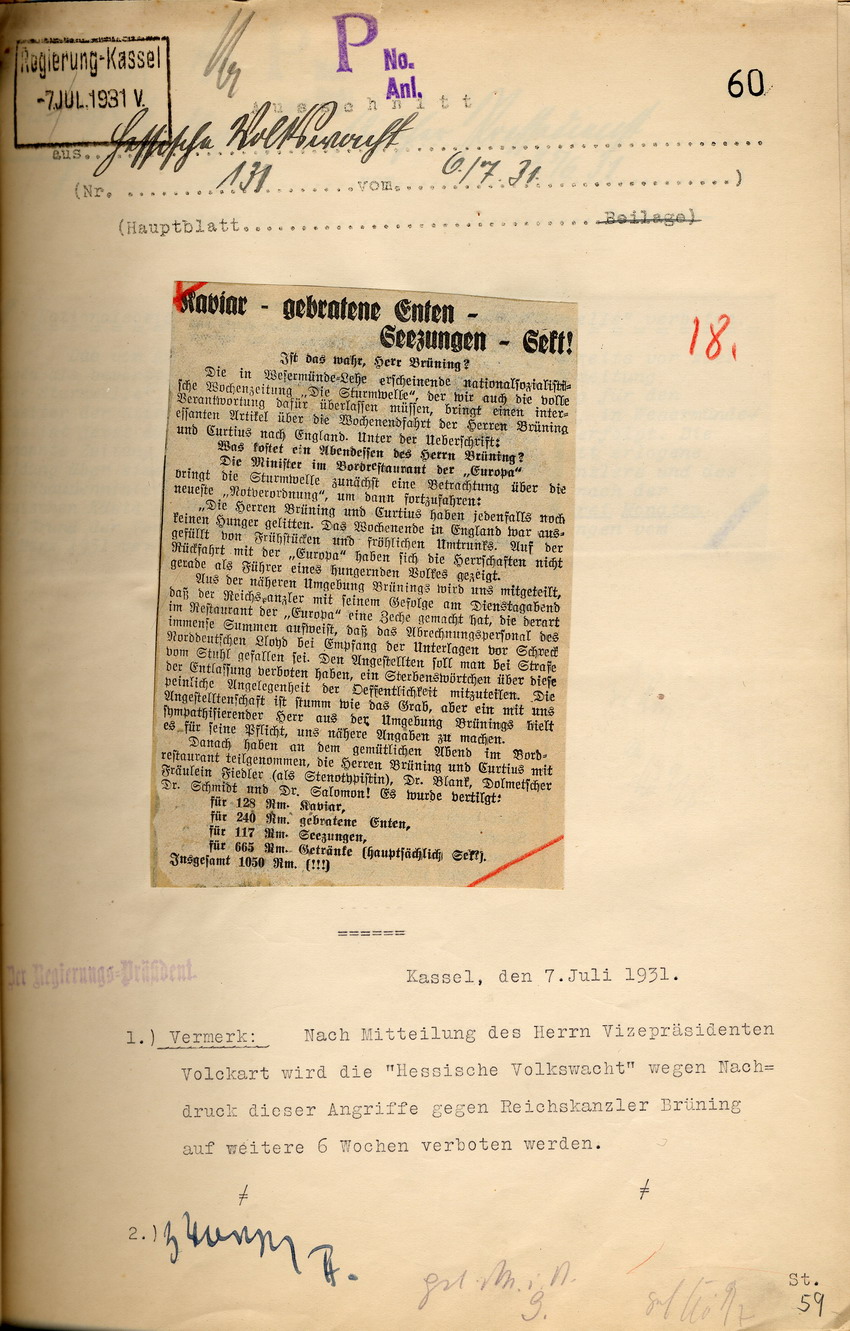 Regierung-Kassel
-7.JUL.1931 V.
P
No.
Anl.
60
Ausschnitt
aus Hessische Volkswacht
(Nr. 131 vom 6/7.31.)
(Hauptblatt Beilage)
18.
Kaviar - gebratene Enten -
Seezungen - Sekt!
Ist das wahr, Herr Brüning?
Die in Wesermünde-Lehe erscheinende nationalsozialisti-
sche Wochenzeitung „Die Sturmwelle“, der wir auch die volle
Verantwortung dafür überlassen müssen, bringt einen inter-
essanten Artikel über die Wochenendfahrt der Herren Brüning
und Curtius nach England. Unter der Ueberschrift:
Was kostet ein Abendessen des Herrn Brüning?
Die Minister im Bordrestaurant der „Europa“
bringt die Sturmwelle zunächst eine Betrachtung über die
neueste „Notverordnung“, um dann fortzufahren:
„Die Herren Brüning und Curtius haben jedenfalls noch
keinen Hunger gelitten. Das Wochenende in England war aus-
gefüllt von Frühstücken und fröhlichen Umtrunks. Auf der
Rückfahrt mit der „Europa“ haben sich die Herrschaften nicht
gerade als Führer eines hungernden Volkes gezeigt.
Aus der näheren Umgebung Brünings wird uns mitgeteilt,
daß der Reichskanzler mit seinem Gefolge am Dienstagabend
im Restaurant der „Europa“ eine Zeche gemacht hat, die derart
immense Summen aufweist, daß das Abrechnungspersonal des
Norddeutschen Lloyd bei Empfang der Unterlagen vor Schreck
vom Stuhl gefallen sei. Den Angestellten soll man bei Strafe
der Entlassung verboten haben, ein Sterbenswörtchen über diese
peinliche Angelegenheit der Oeffentlichkeit mitzuteilen. Die
Angestelltenschaft ist stumm wie das Grab, aber ein mit uns
sympathisierender Herr aus der Umgebung Brünings hielt
es für seine Pflicht, uns nähere Angaben zu machen.
Danach haben an dem gemütlichen Abend im Bord-
restaurant teilgenommen, die Herren Brüning und Curtius mit
Fräulein Fiedler (als Stenotypistin), Dr. Blank, Dolmetscher
Dr. Schmidt und Dr. Salomon! Es wurde vertilgt:
für 128 Rm. Kaviar,
für 240 Rm. gebratene Enten,
für 117 Rm. Seezungen,
für 665 Rm. Getränke (hauptsächlich Sekt).
Insgesamt 1050 Rm. (!!!)
======
Der Regierungs=Präsident.
Kassel, den 7.Juli 1931.
1.) Vermerk: Nach Mitteilung des Herrn Vizepräsidenten
Volckart wird die "Hessische Volkswacht" wegen Nach=
druck dieser Angriffe gegen Reichskanzler Brüning
auf weitere 6 Wochen verboten werden.
2.)
St.
59